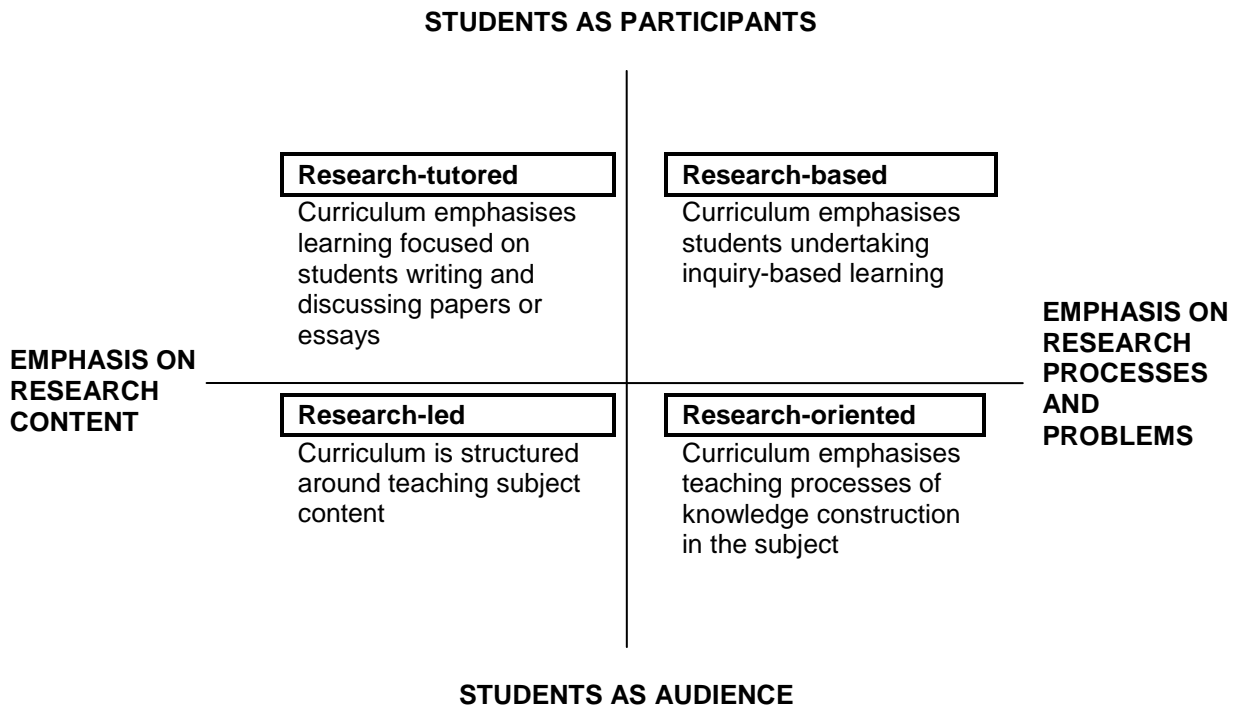 STUDENTS AS PARTICIPANTS
Research-tutored
Curriculum emphasises
learning focused on
students writing and
discussing papers or
essays
Research-based
Curriculum emphasises
students undertaking
inquiry-based learning
EMPHASIS ON
RESEARCH
CONTENT
EMPHASIS ON
RESEARCH
PROCESSES
AND
PROBLEMS
Research-led
Curriculum is structured
around teaching subject
content
Research-oriented
Curriculum emphasises
teaching processes of
knowledge construction
in the subject
STUDENTS AS AUDIENCE